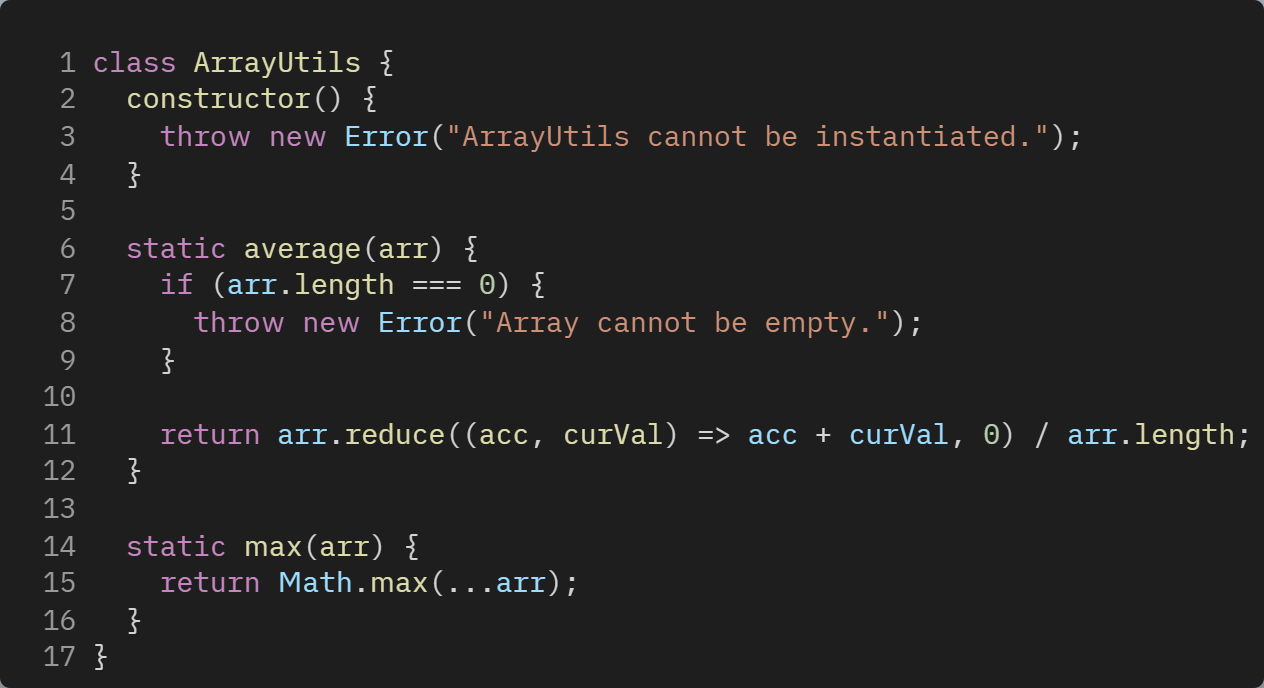 1 class ArrayUtils {
2   constructor() {
3     throw new Error("ArrayUtils cannot be instantiated.");
4   }
5
6   static average(arr) {
7     if (arr.length === 0) {
8       throw new Error("Array cannot be empty.");
9     }
10
11     return arr.reduce((acc, curVal) => acc + curVal, 0) / arr.length;
12   }
13
14   static max(arr) {
15     return Math.max(...arr);
16   }
17 }